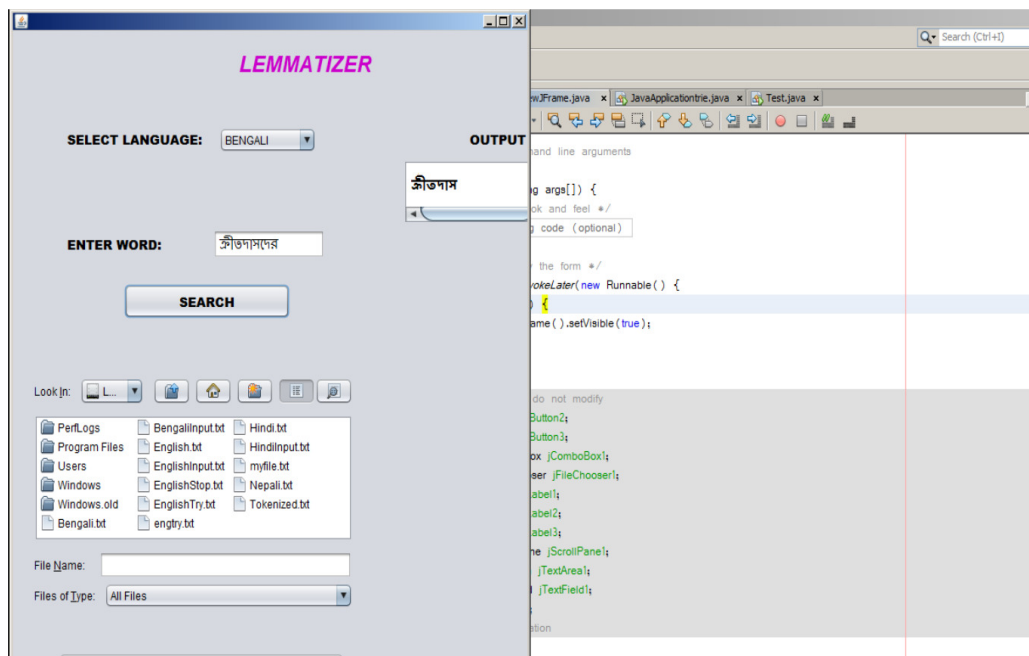 LEMMATIZER
SELECT LANGUAGE: BENGALI
OUTPUT
ক্রীতদাস
ENTER WORD: ক্রীতদাসদের
SEARCH
Look In: L...
PerfLogs BengaliInput.txt Hindi.txt
Program Files English.txt HindiInput.txt
Users EnglishInput.txt myfile.txt
Windows EnglishStop.txt Nepali.txt
Windows.old EnglishTry.txt Tokenized.txt
Bengali.txt engtry.txt
File Name:
Files of Type: All Files
Search (Ctrl+I)
ewJFrame.java x JavaApplicationtrie.java x Test.java x
and line arguments
g args[]) {
ok and feel */
g code (optional)
the form */
vokeLater(new Runnable() {
) {
ame().setVisible(true);
do not modify
Button2;
Button3;
ox jComboBox1;
ser jFileChooser1;
abel1;
abel2;
abel3;
ne jScrollPane1;
jTextArea1;
jTextField1;
;
ation